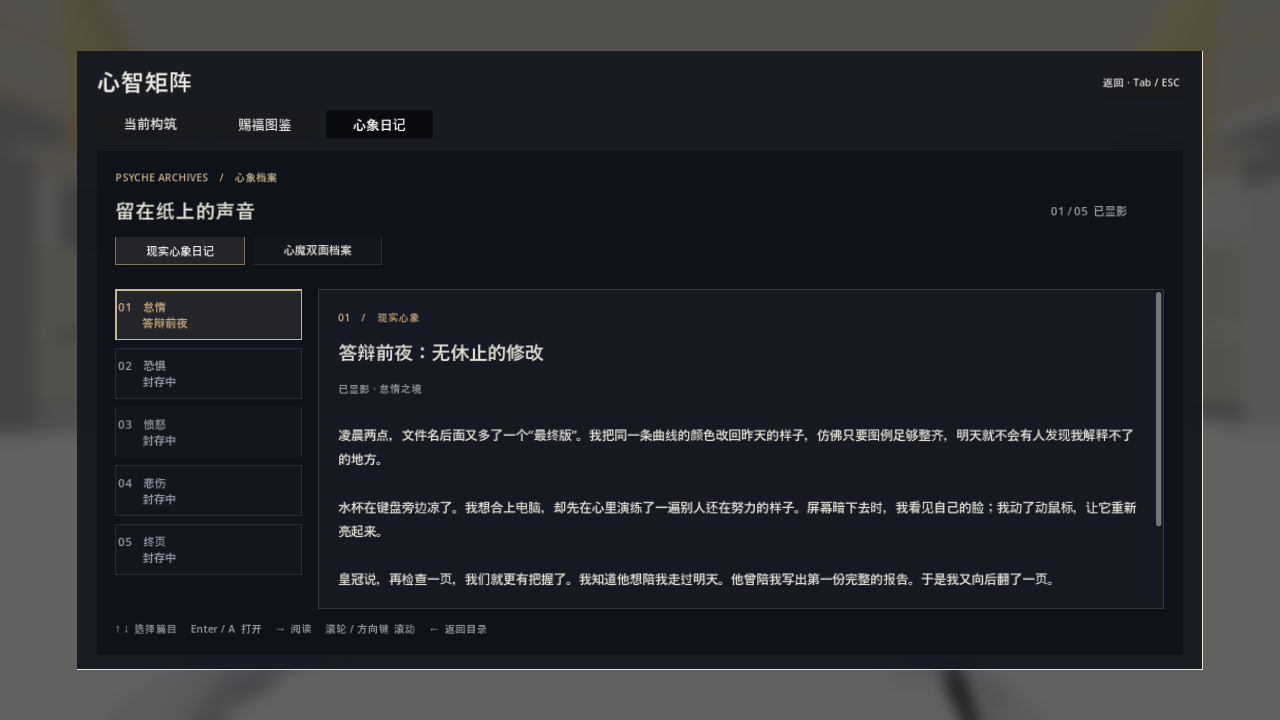 心智矩阵
返回 · Tab / ESC
当前构筑
赐福图鉴
心象日记
PSYCHE ARCHIVES / 心象档案
留在纸上的声音
01 / 05 已显影
现实心象日记
心魔双面档案
01 怠惰
答辩前夜
02 恐惧
封存中
03 愤怒
封存中
04 悲伤
封存中
05 终页
封存中
01 / 现实心象
答辩前夜：无休止的修改
已显影 · 怠惰之境
凌晨两点，文件名后面又多了一个“最终版”。我把同一条曲线的颜色改回昨天的样子，仿佛只要图例足够整齐，明天就不会有人发现我解释不了
的地方。
水杯在键盘旁边凉了。我想合上电脑，却先在心里演练了一遍别人还在努力的样子。屏幕暗下去时，我看见自己的脸；我动了动鼠标，让它重新
亮起来。
皇冠说，再检查一页，我们就更有把握了。我知道他想陪我走过明天。他曾陪我写出第一份完整的报告。于是我又向后翻了一页。
↑ ↓ 选择篇目 Enter / A 打开 → 阅读 滚轮 / 方向键 滚动 ← 返回目录